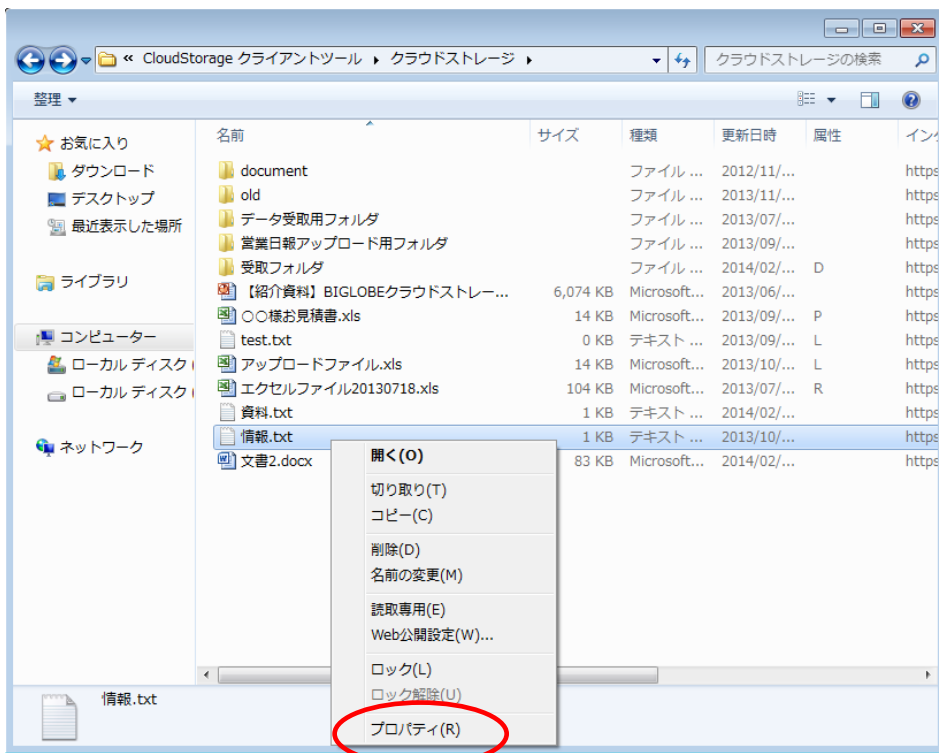 « CloudStorage クライアントツール ▸ クラウドストレージ ▸ クラウドストレージの検索
整理 ▼
お気に入り
ダウンロード
デスクトップ
最近表示した場所
ライブラリ
コンピューター
ローカル ディスク (
ローカル ディスク (
ネットワーク
名前 サイズ 種類 更新日時 属性 イン
document ファイル ... 2012/11/... https
old ファイル ... 2013/11/... https
データ受取用フォルダ ファイル ... 2013/07/... https
営業日報アップロード用フォルダ ファイル ... 2013/09/... https
受取フォルダ ファイル ... 2014/02/... D https
【紹介資料】BIGLOBEクラウドストレー... 6,074 KB Microsoft... 2013/06/... https
○○様お見積書.xls 14 KB Microsoft... 2013/09/... P https
test.txt 0 KB テキスト ... 2013/09/... L https
アップロードファイル.xls 14 KB Microsoft... 2013/10/... L https
エクセルファイル20130718.xls 104 KB Microsoft... 2013/07/... R https
資料.txt 1 KB テキスト ... 2014/02/... https
情報.txt 1 KB テキスト ... 2013/10/... https
文書2.docx 83 KB Microsoft... 2014/02/... https
開く(O)
切り取り(T)
コピー(C)
削除(D)
名前の変更(M)
読取専用(E)
Web公開設定(W)...
ロック(L)
ロック解除(U)
プロパティ(R)
情報.txt